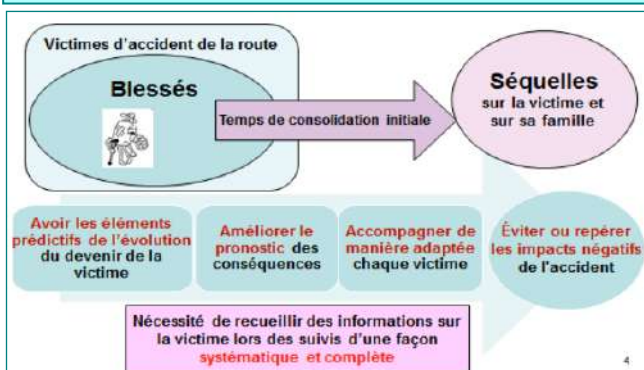 Victimes d'accident de la route
Blessés
Temps de consolidation initiale
Séquelles
sur la victime et
sur sa famille
Avoir les éléments
prédictifs de l'évolution
du devenir de la
victime
Améliorer le
pronostic des
conséquences
Accompagner de
manière adaptée
chaque victime
Éviter ou repérer
les impacts négatifs
de l'accident
Nécessité de recueillir des informations sur
la victime lors des suivis d'une façon
systématique et complète
4